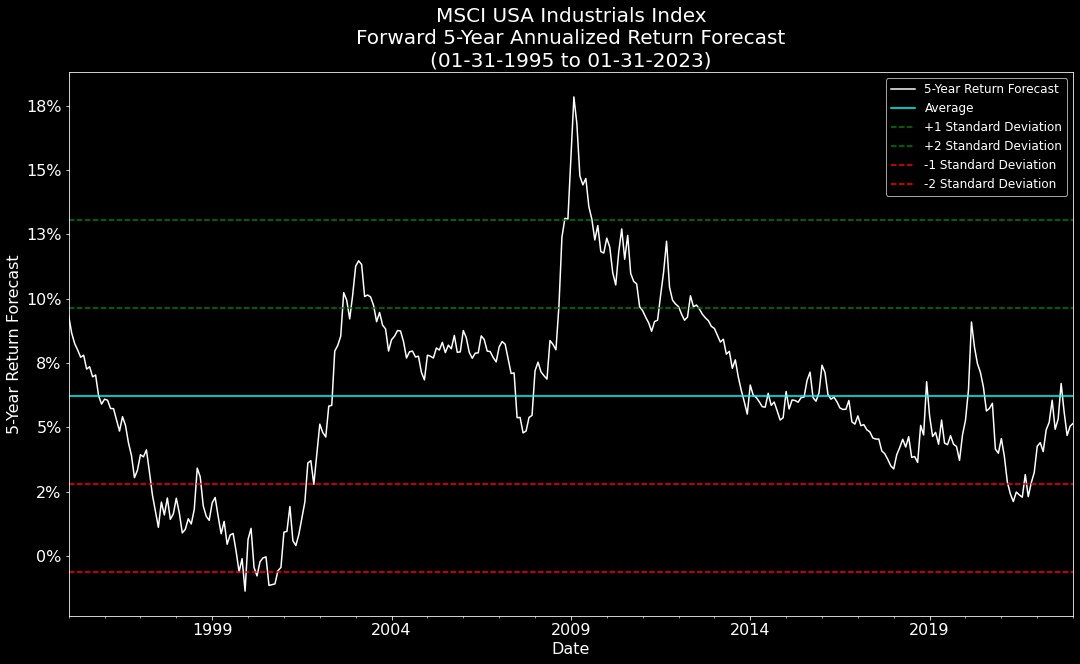 MSCI USA Industrials Index
Forward 5-Year Annualized Return Forecast
(01-31-1995 to 01-31-2023)
5-Year Return Forecast
Average
+1 Standard Deviation
+2 Standard Deviation
-1 Standard Deviation
-2 Standard Deviation
18%
15%
13%
10%
8%
5%
2%
0%
5-Year Return Forecast
1999
2004
2009
2014
2019
Date